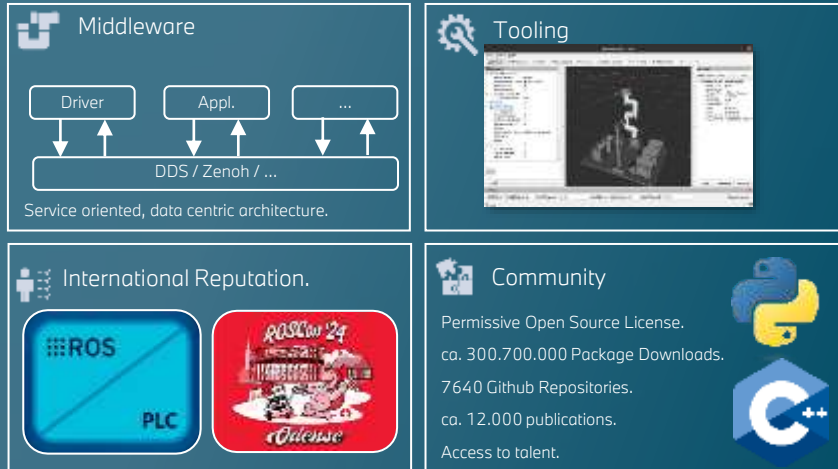 Middleware
Driver
Appl.
...
DDS / Zenoh / ...
Service oriented, data centric architecture.
Tooling
International Reputation.
ROS
PLC
ROSCon '24
Odense
Community
Permissive Open Source License.
ca. 300.700.000 Package Downloads.
7640 Github Repositories.
ca. 12.000 publications.
Access to talent.
C++